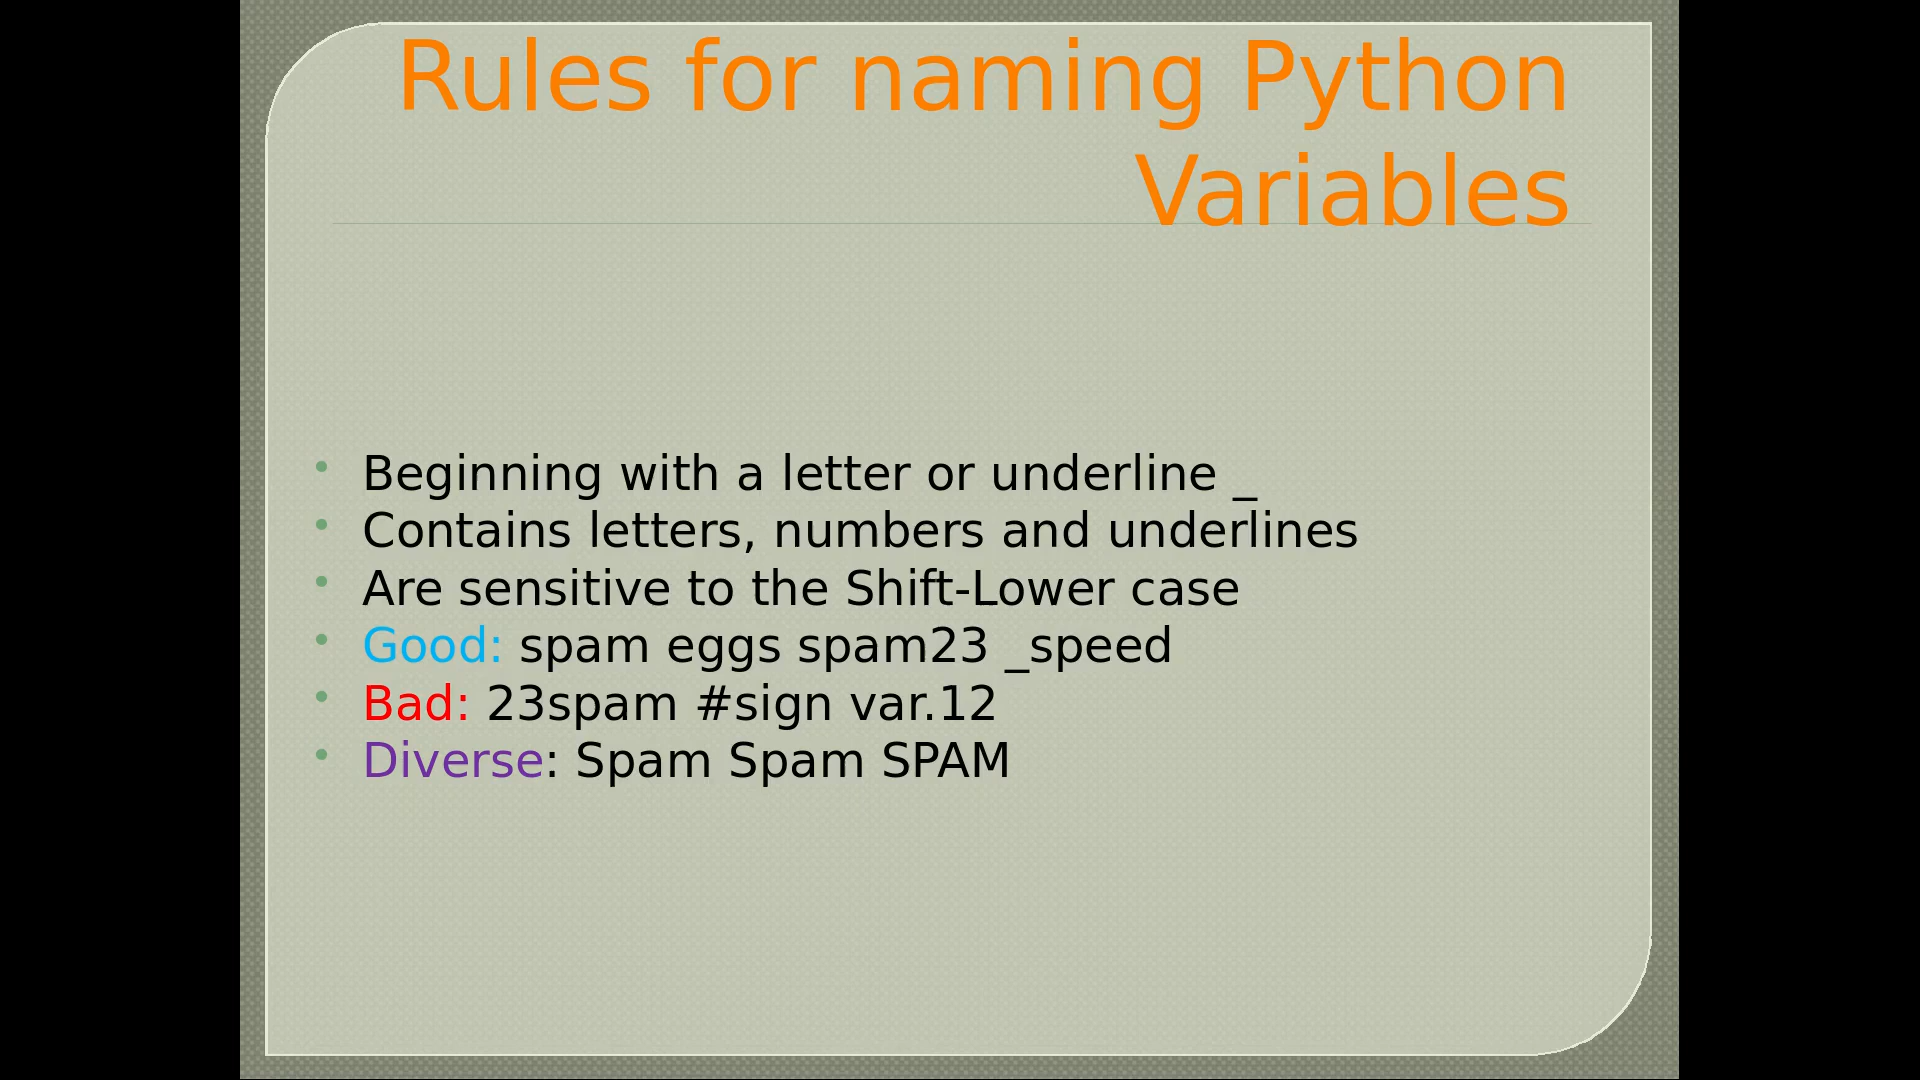 Rules for naming Python
Variables
• Beginning with a letter or underline _
• Contains letters, numbers and underlines
• Are sensitive to the Shift-Lower case
• Good: spam eggs spam23 _speed
• Bad: 23spam #sign var.12
• Diverse: Spam Spam SPAM